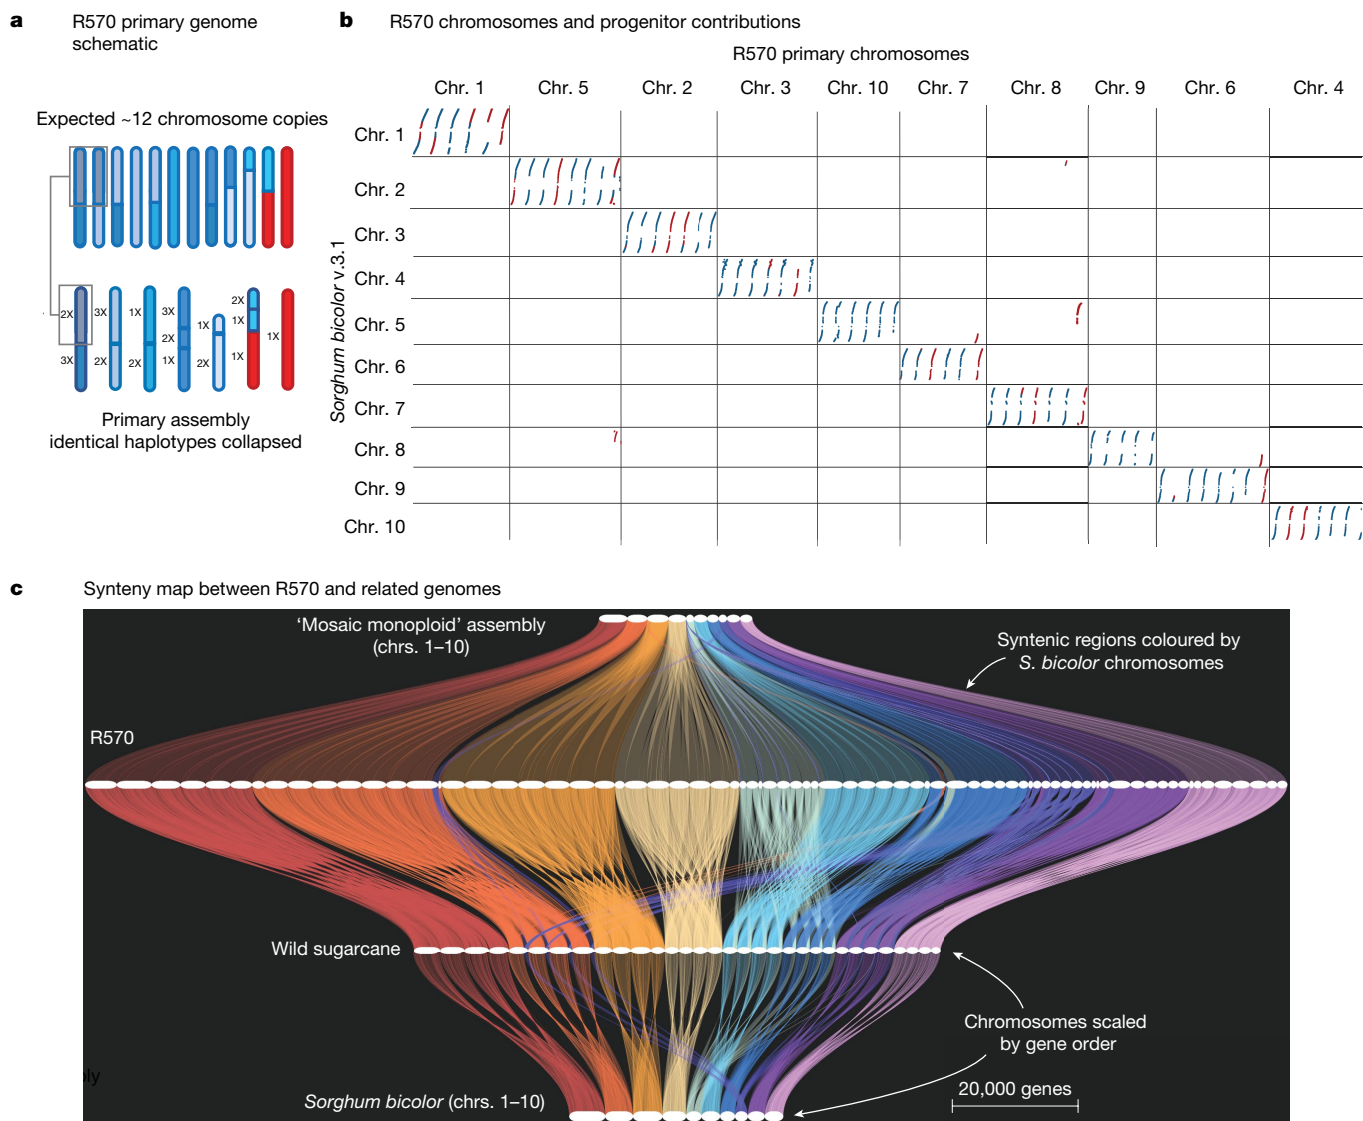 a R570 primary genome
schematic
Expected ~12 chromosome copies
2X 3X 1X 3X 1X 2X
2X 1X
3X 2X 2X 1X 2X 1X 1X
Primary assembly
identical haplotypes collapsed
b R570 chromosomes and progenitor contributions
R570 primary chromosomes
Chr. 1 Chr. 5 Chr. 2 Chr. 3 Chr. 10 Chr. 7 Chr. 8 Chr. 9 Chr. 6 Chr. 4
Sorghum bicolor v.3.1
Chr. 1
Chr. 2
Chr. 3
Chr. 4
Chr. 5
Chr. 6
Chr. 7
Chr. 8
Chr. 9
Chr. 10
c Synteny map between R570 and related genomes
‘Mosaic monoploid’ assembly
(chrs. 1–10)
Syntenic regions coloured by
S. bicolor chromosomes
R570
Wild sugarcane
Chromosomes scaled
by gene order
20,000 genes
Sorghum bicolor (chrs. 1–10)